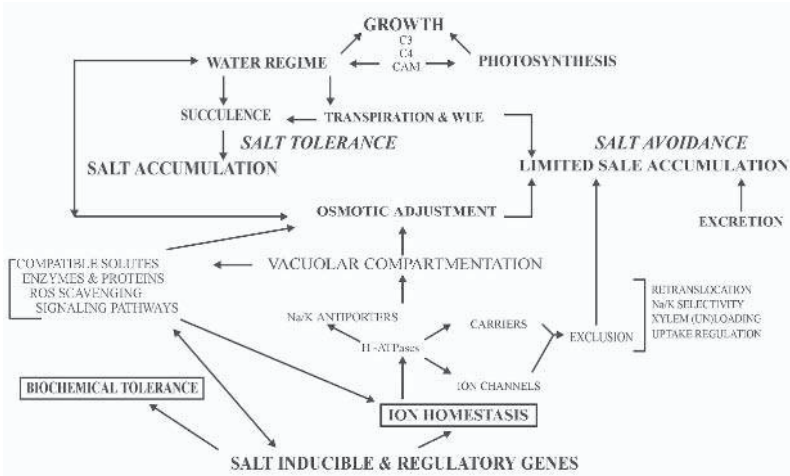 GROWTH
C3
C4
CAM
WATER REGIME
PHOTOSYNTHESIS
SUCCULENCE
TRANSPIRATION & WUE
SALT TOLERANCE
SALT AVOIDANCE
SALT ACCUMULATION
LIMITED SALE ACCUMULATION
OSMOTIC ADJUSTMENT
EXCRETION
COMPATIBLE SOLUTES
ENZYMES & PROTEINS
ROS SCAVENGING
SIGNALING PATHWAYS
VACUOLAR COMPARTMENTATION
Na/K ANTIPORTERS
CARRIERS
H-ATPases
EXCLUSION
RETRANSLOCATION
Na/K SELECTIVITY
XYLEM (UN)LOADING
UPTAKE REGULATION
ION CHANNELS
BIOCHEMICAL TOLERANCE
ION HOMESTASIS
SALT INDUCIBLE & REGULATORY GENES